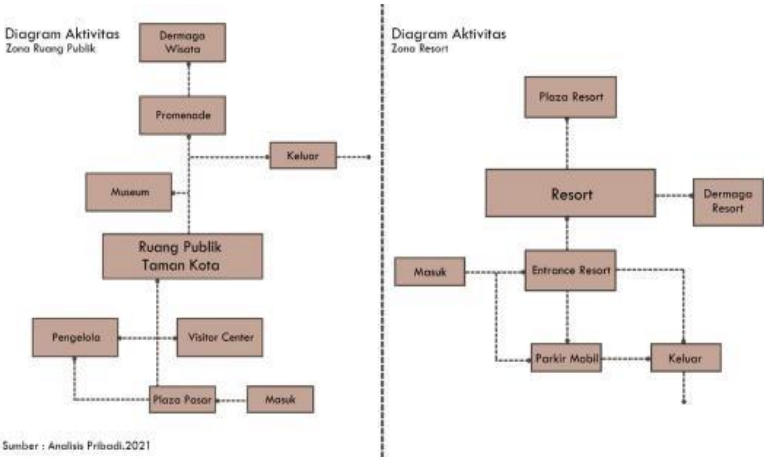 Diagram Aktivitas
Zona Ruang Publik
Dermaga
Wisata
Promenade
Keluar
Museum
Ruang Publik
Taman Kota
Pengelola
Visitor Center
Plaza Pasar
Masuk
Sumber : Analisis Pribadi.2021
Diagram Aktivitas
Zona Resort
Plaza Resort
Resort
Dermaga
Resort
Masuk
Entrance Resort
Parkir Mobil
Keluar